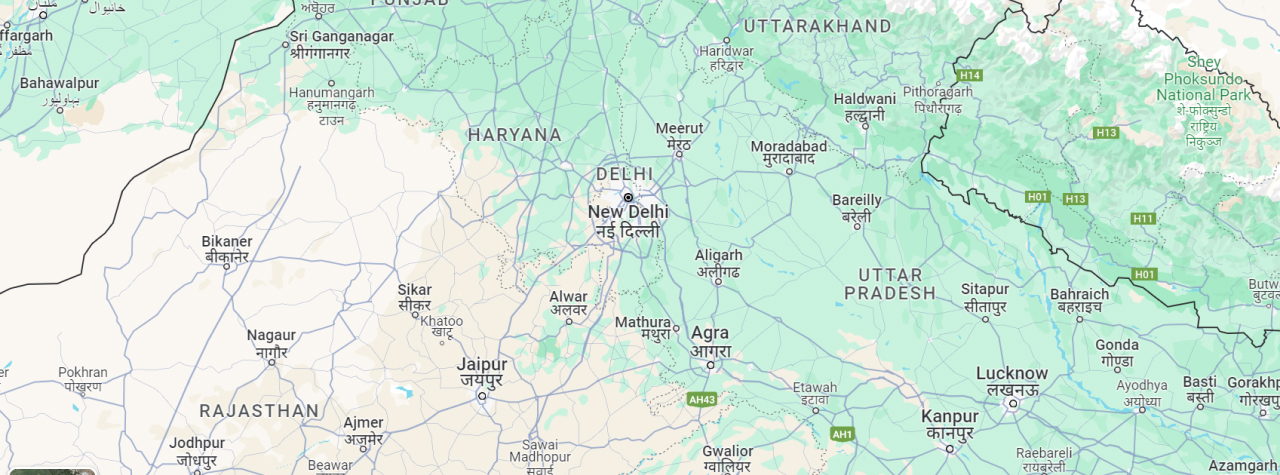 PUNJAB
UTTARAKHAND
Sri Ganganagar
श्रीगंगानगर
Haridwar
हरिद्वार
Bahawalpur
بہاولپور
Hanumangarh
हनुमानगढ़
टाउन
H14
Pithoragarh
पिथौरागढ़
Shey
Phoksundo
National Park
शे-फोक्सुन्डो
राष्ट्रिय
निकुञ्ज
Haldwani
हल्द्वानी
HARYANA
Meerut
मेरठ
Moradabad
मुरादाबाद
H13
DELHI
New Delhi
नई दिल्ली
Bareilly
बरेली
H01
H13
H11
Bikaner
बीकानेर
Aligarh
अलीगढ
UTTAR
PRADESH
H01
Sikar
सीकर
Khatoo
खाटू
Alwar
अलवर
Sitapur
सीतापुर
Bahraich
बहराइच
Nagaur
नागौर
Mathura
मथुरा
Agra
आगरा
Gonda
गोण्डा
Pokhran
पोखरण
Jaipur
जयपुर
Etawah
इटावा
Lucknow
लखनऊ
Ayodhya
अयोध्या
Basti
बस्ती
RAJASTHAN
Ajmer
अजमेर
AH43
AH1
Kanpur
कानपुर
Jodhpur
जोधपुर
Beawar
Sawai
Madhopur
सवाई
Gwalior
ग्वालियर
Raebareli
रायबरेली